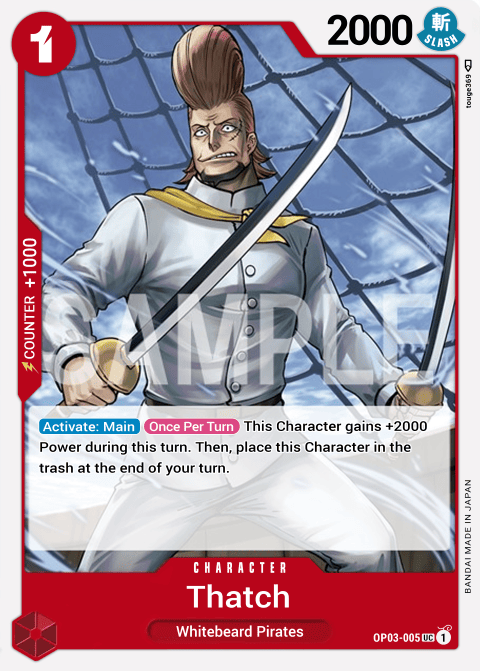 1
2000
斬
SLASH
touge369
COUNTER +1000
SAMPLE
Activate: Main Once Per Turn This Character gains +2000
Power during this turn. Then, place this Character in the
trash at the end of your turn.
BANDAI MADE IN JAPAN
CHARACTER
Thatch
Whitebeard Pirates
OP03-005 UC 1